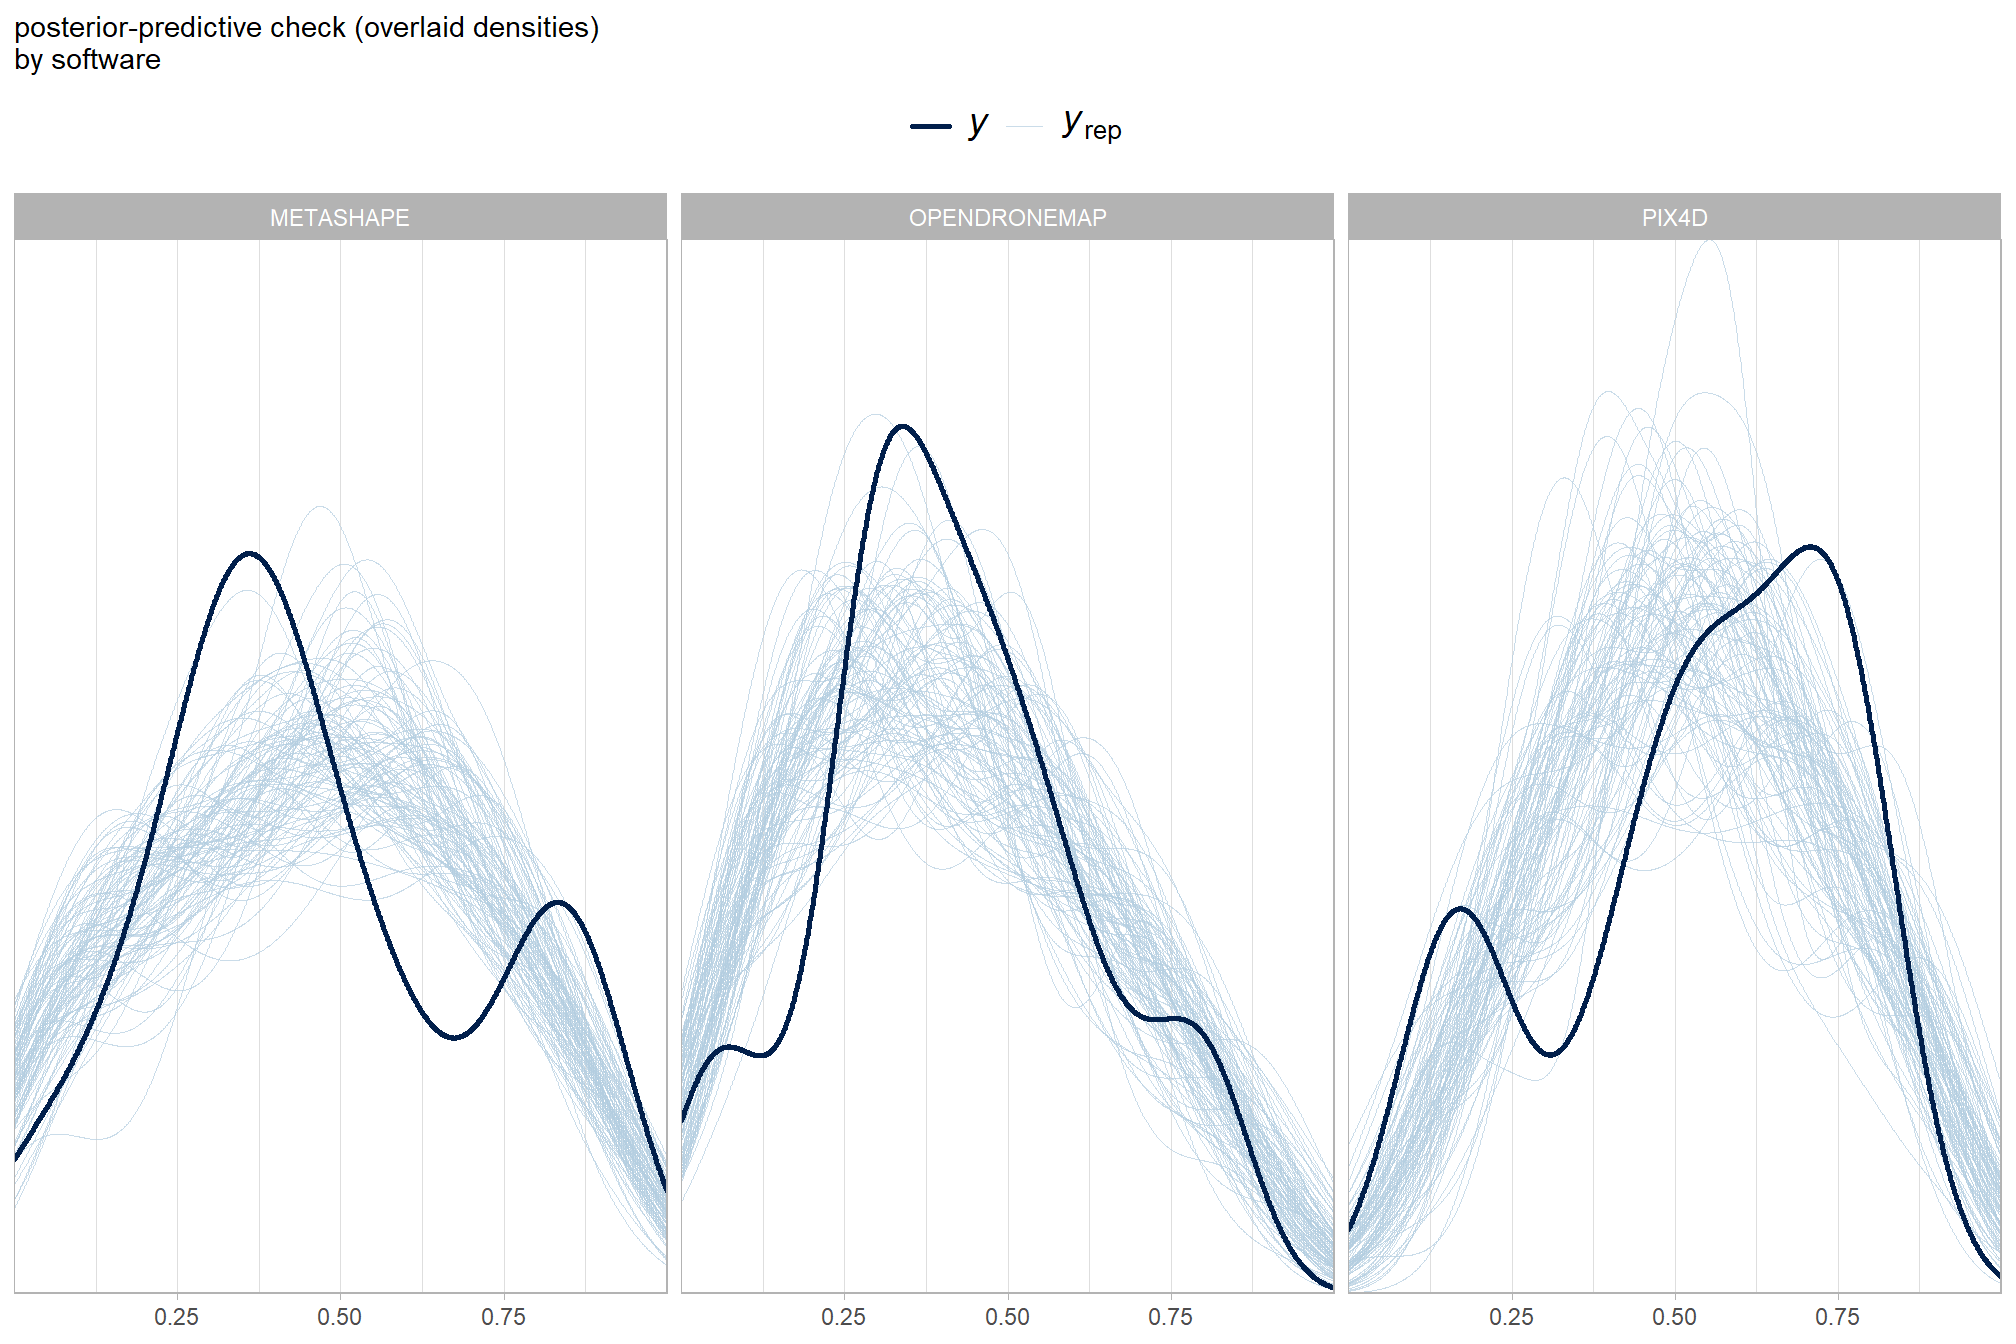 posterior-predictive check (overlaid densities)
by software
y y rep
METASHAPE OPENDRONEMAP PIX4D
0.25 0.50 0.75 0.25 0.50 0.75 0.25 0.50 0.75